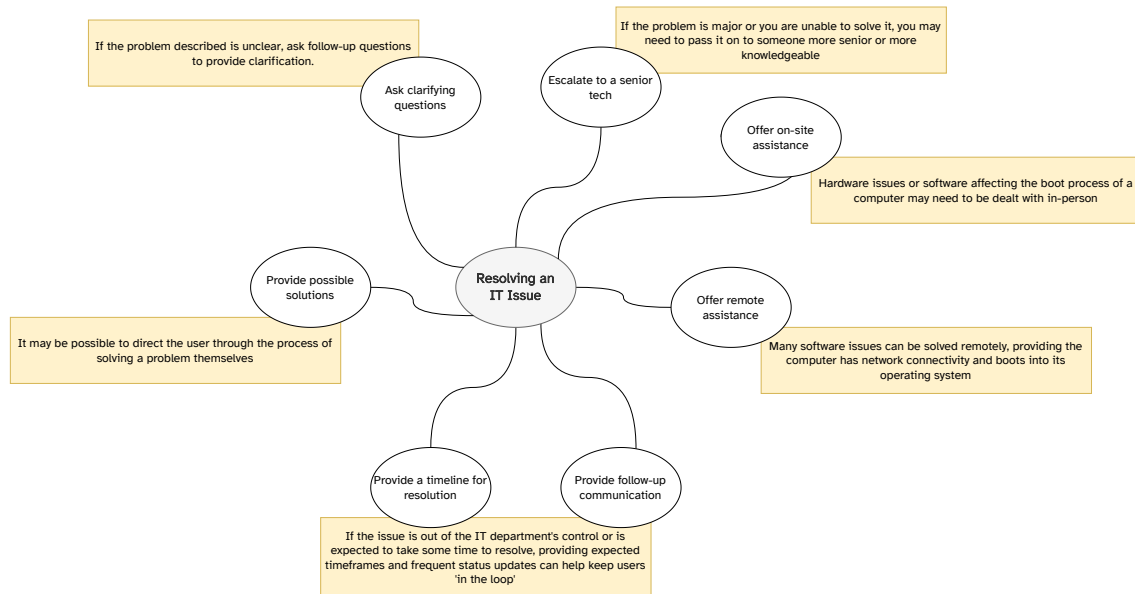 If the problem described is unclear, ask follow-up questions
to provide clarification.
Ask clarifying
questions
If the problem is major or you are unable to solve it, you may
need to pass it on to someone more senior or more
knowledgeable
Escalate to a senior
tech
Offer on-site
assistance
Hardware issues or software affecting the boot process of a
computer may need to be dealt with in-person
Resolving an
IT Issue
Provide possible
solutions
It may be possible to direct the user through the process of
solving a problem themselves
Offer remote
assistance
Many software issues can be solved remotely, providing the
computer has network connectivity and boots into its
operating system
Provide a timeline for
resolution
Provide follow-up
communication
If the issue is out of the IT department's control or is
expected to take some time to resolve, providing expected
timeframes and frequent status updates can help keep users
'in the loop'